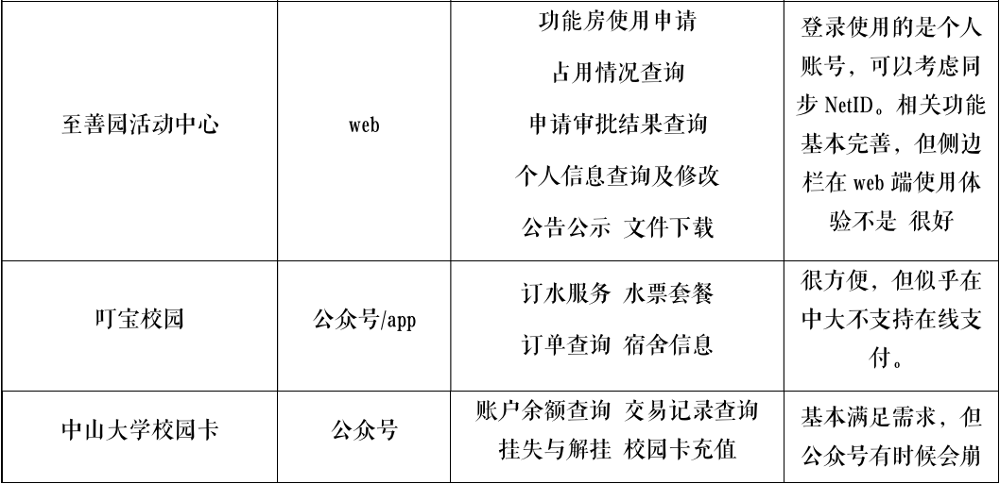 至善园活动中心
web
功能房使用申请
占用情况查询
申请审批结果查询
个人信息查询及修改
公告公示 文件下载
登录使用的是个人
账号，可以考虑同
步 NetID。相关功能
基本完善，但侧边
栏在 web 端使用体
验不是 很好
叮宝校园
公众号/app
订水服务 水票套餐
订单查询 宿舍信息
很方便，但似乎在
中大不支持在线支
付。
中山大学校园卡
公众号
账户余额查询 交易记录查询
挂失与解挂 校园卡充值
基本满足需求，但
公众号有时候会崩